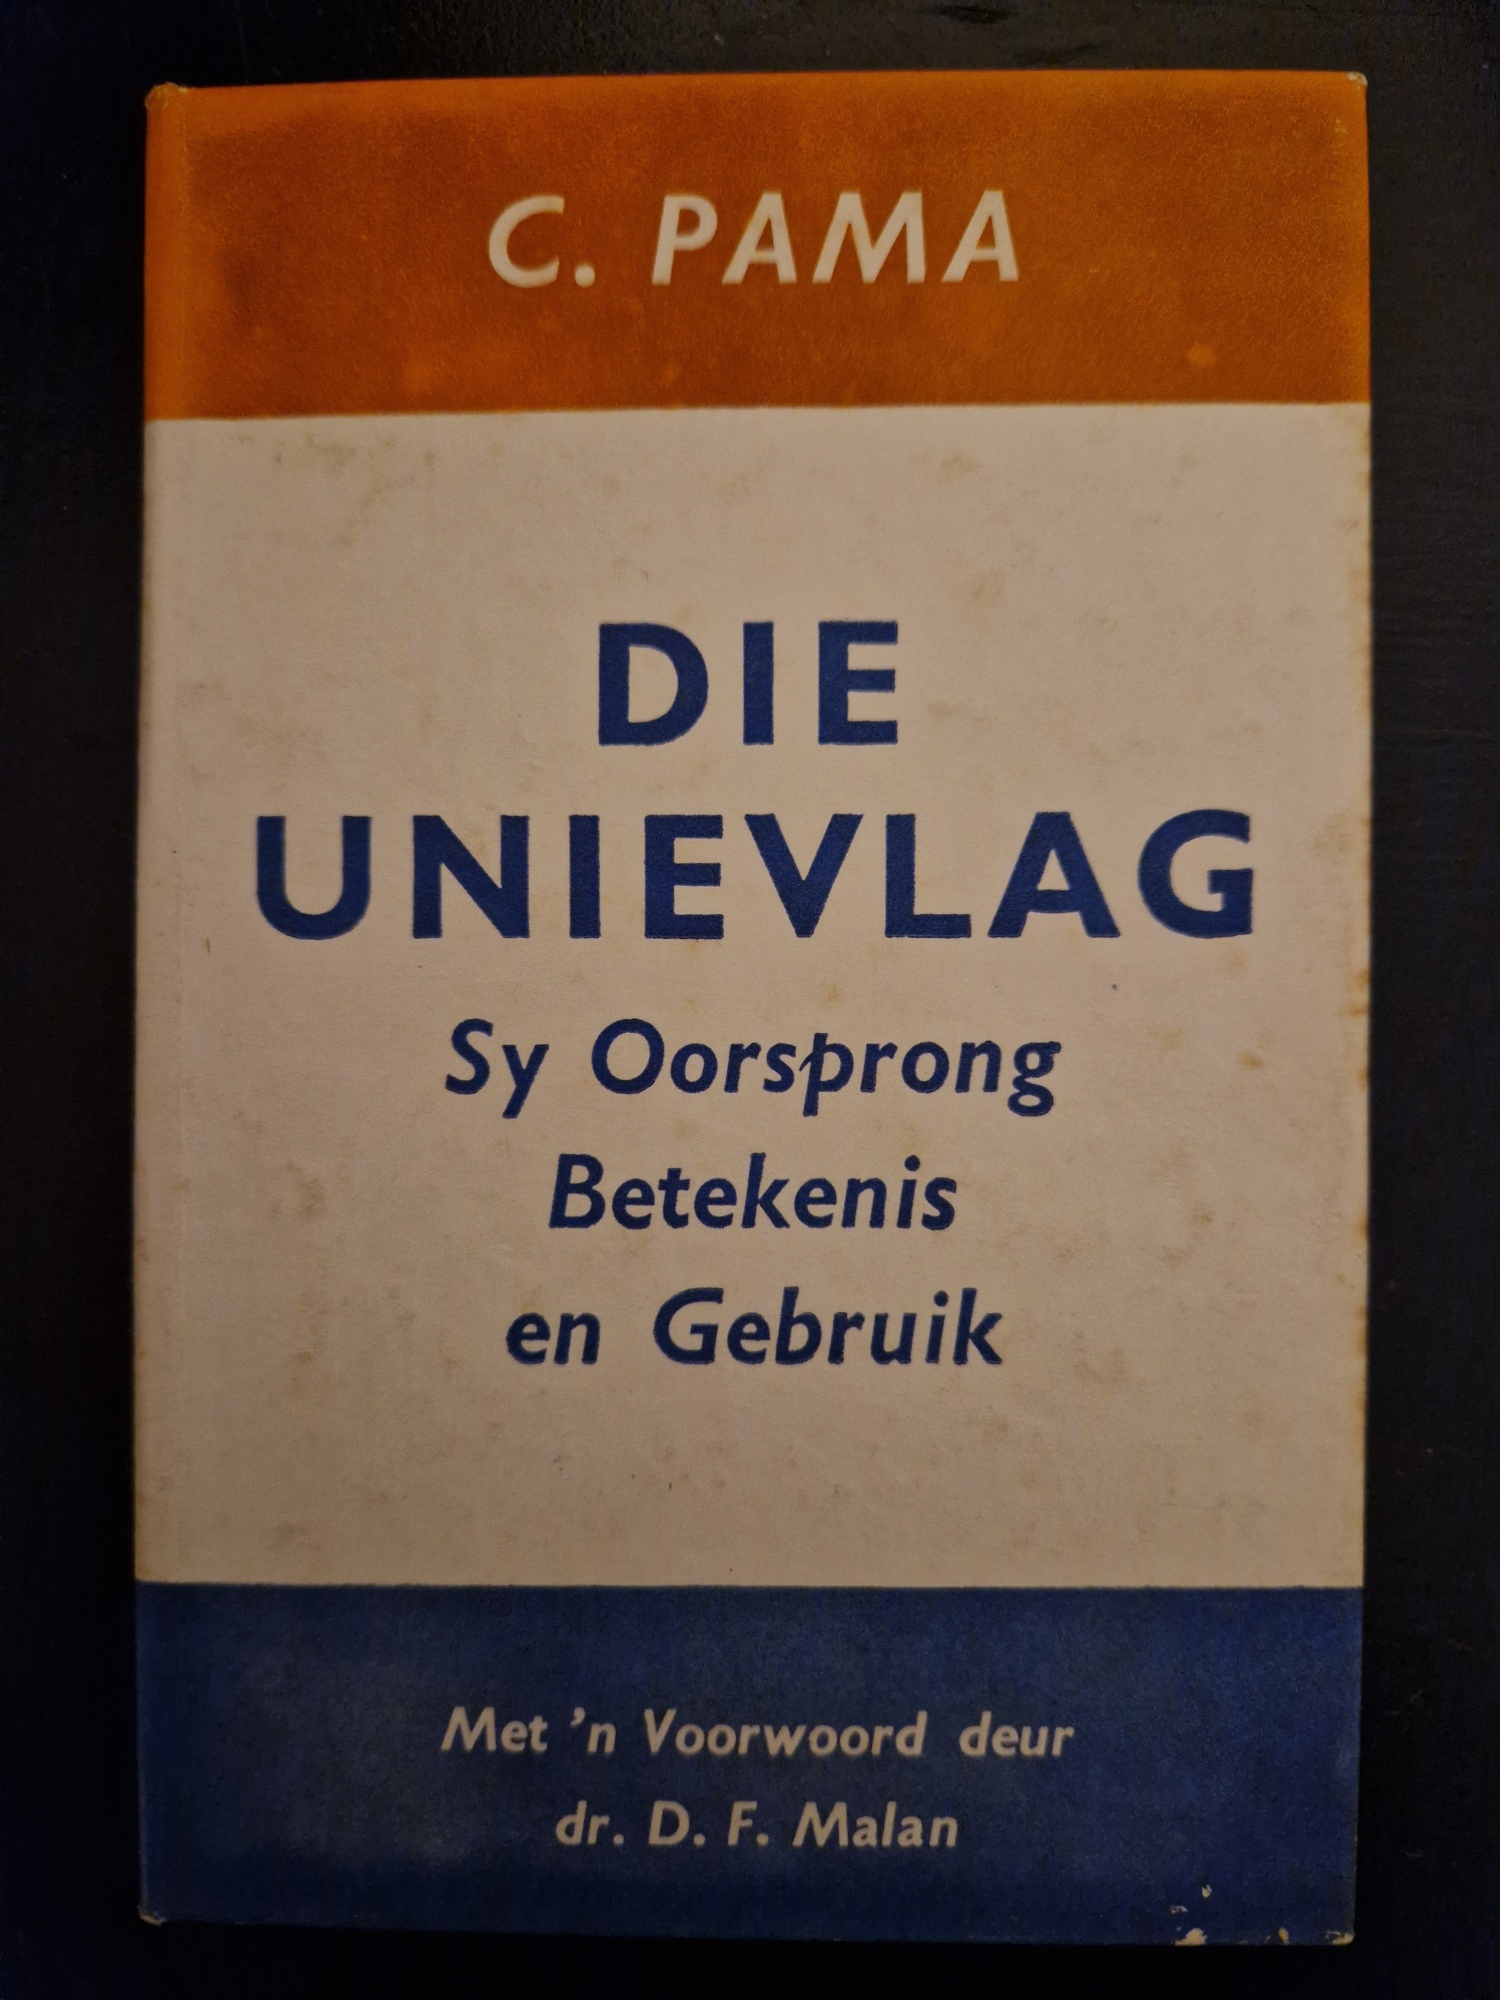 C. PAMA
DIE
UNIEVLAG
Sy Oorsprong
Betekenis
en Gebruik
Met 'n Voorwoord deur
dr. D. F. Malan